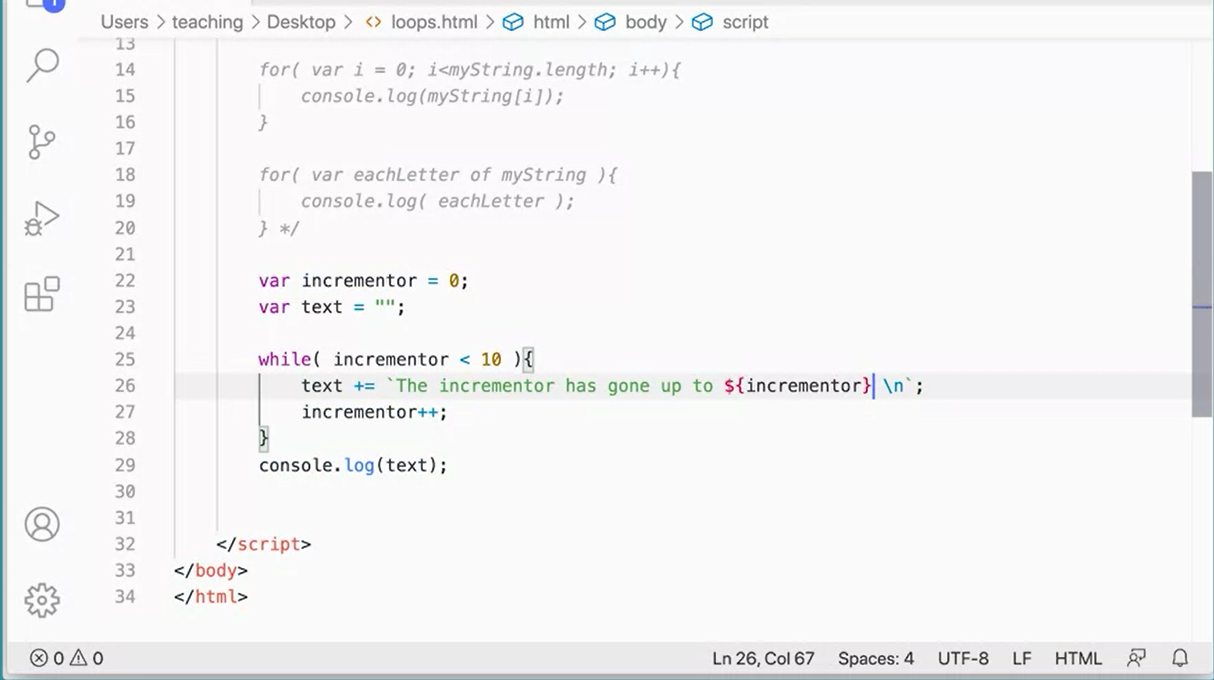 1
Users > teaching > Desktop > <> loops.html > html > body > script
13
14 for( var i = 0; i<myString.length; i++){
15 console.log(myString[i]);
16 }
17
18 for( var eachLetter of myString ){
19 console.log( eachLetter );
20 } */
21
22 var incrementor = 0;
23 var text = "";
24
25 while( incrementor < 10 ){
26 text += `The incrementor has gone up to ${incrementor} \n`;
27 incrementor++;
28 }
29 console.log(text);
30
31
32 </script>
33 </body>
34 </html>
0 0 Ln 26, Col 67 Spaces: 4 UTF-8 LF HTML